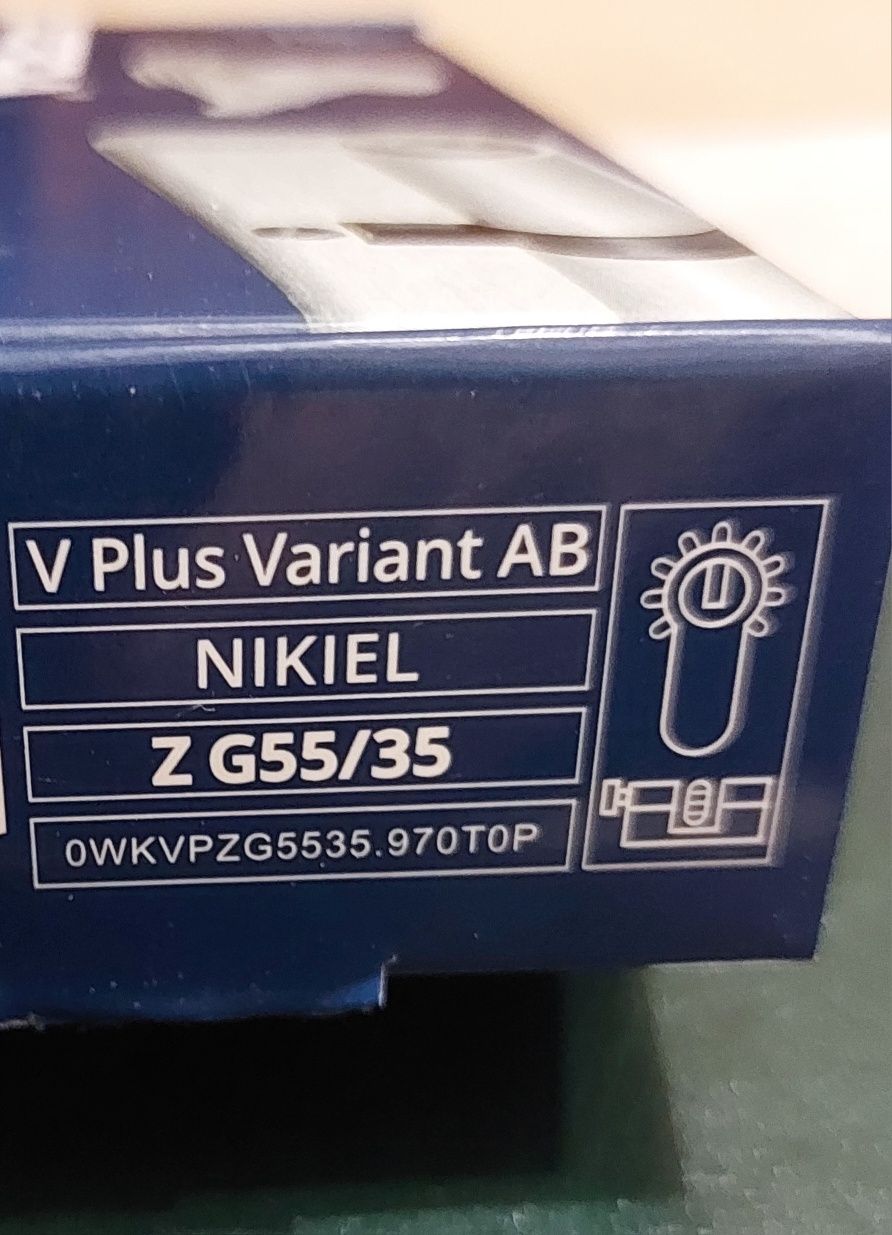 V Plus Variant AB
NIKIEL
Z G55/35
0WKVPZG5535.970T0P